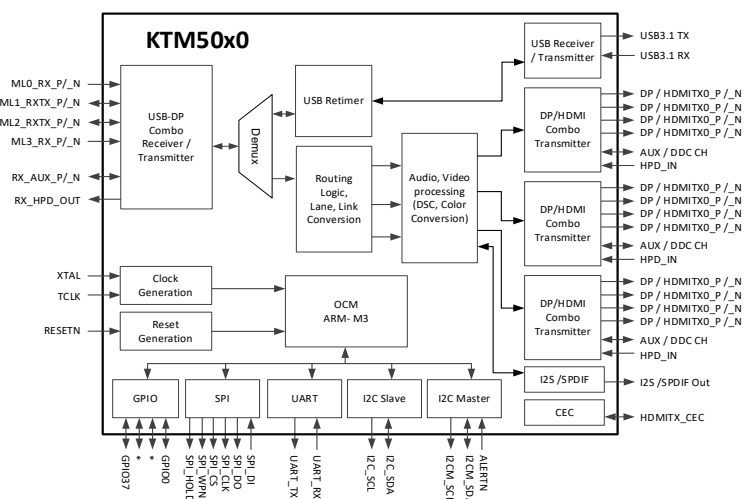 KTM50x0
USB Receiver
/ Transmitter
USB3.1 TX
USB3.1 RX
ML0_RX_P/_N
ML1_RXTX_P/_N
ML2_RXTX_P/_N
ML3_RX_P/_N
RX_AUX_P/_N
RX_HPD_OUT
USB-DP
Combo
Receiver /
Transmitter
Demux
USB Retimer
Routing
Logic,
Lane, Link
Conversion
Audio, Video
processing
(DSC, Color
Conversion)
DP/HDMI
Combo
Transmitter
DP / HDMITX0_P /_N
DP / HDMITX0_P /_N
DP / HDMITX0_P /_N
DP / HDMITX0_P /_N
AUX / DDC CH
HPD_IN
DP/HDMI
Combo
Transmitter
DP / HDMITX0_P /_N
DP / HDMITX0_P /_N
DP / HDMITX0_P /_N
DP / HDMITX0_P /_N
AUX / DDC CH
HPD_IN
DP/HDMI
Combo
Transmitter
DP / HDMITX0_P /_N
DP / HDMITX0_P /_N
DP / HDMITX0_P /_N
DP / HDMITX0_P /_N
AUX / DDC CH
HPD_IN
XTAL
TCLK
Clock
Generation
RESETN
Reset
Generation
OCM
ARM- M3
I2S /SPDIF
I2S /SPDIF Out
CEC
HDMITX_CEC
GPIO
SPI
UART
I2C Slave
I2C Master
GPIO37
*
*
GPIO0
SPI_HOLD
SPI_WPN
SPI_CS
SPI_CLK
SPI_DO
SPI_DI
UART_TX
UART_RX
I2C_SCL
I2C_SDA
I2CM_SCL
I2CM_SDA
ALERTN